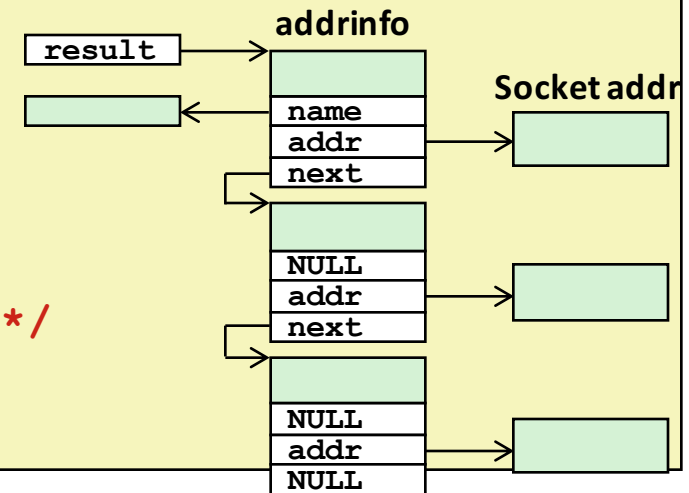 addrinfo
result
Socket addr
name
addr
next
NULL
addr
*/
next
NULL
addr
NULL